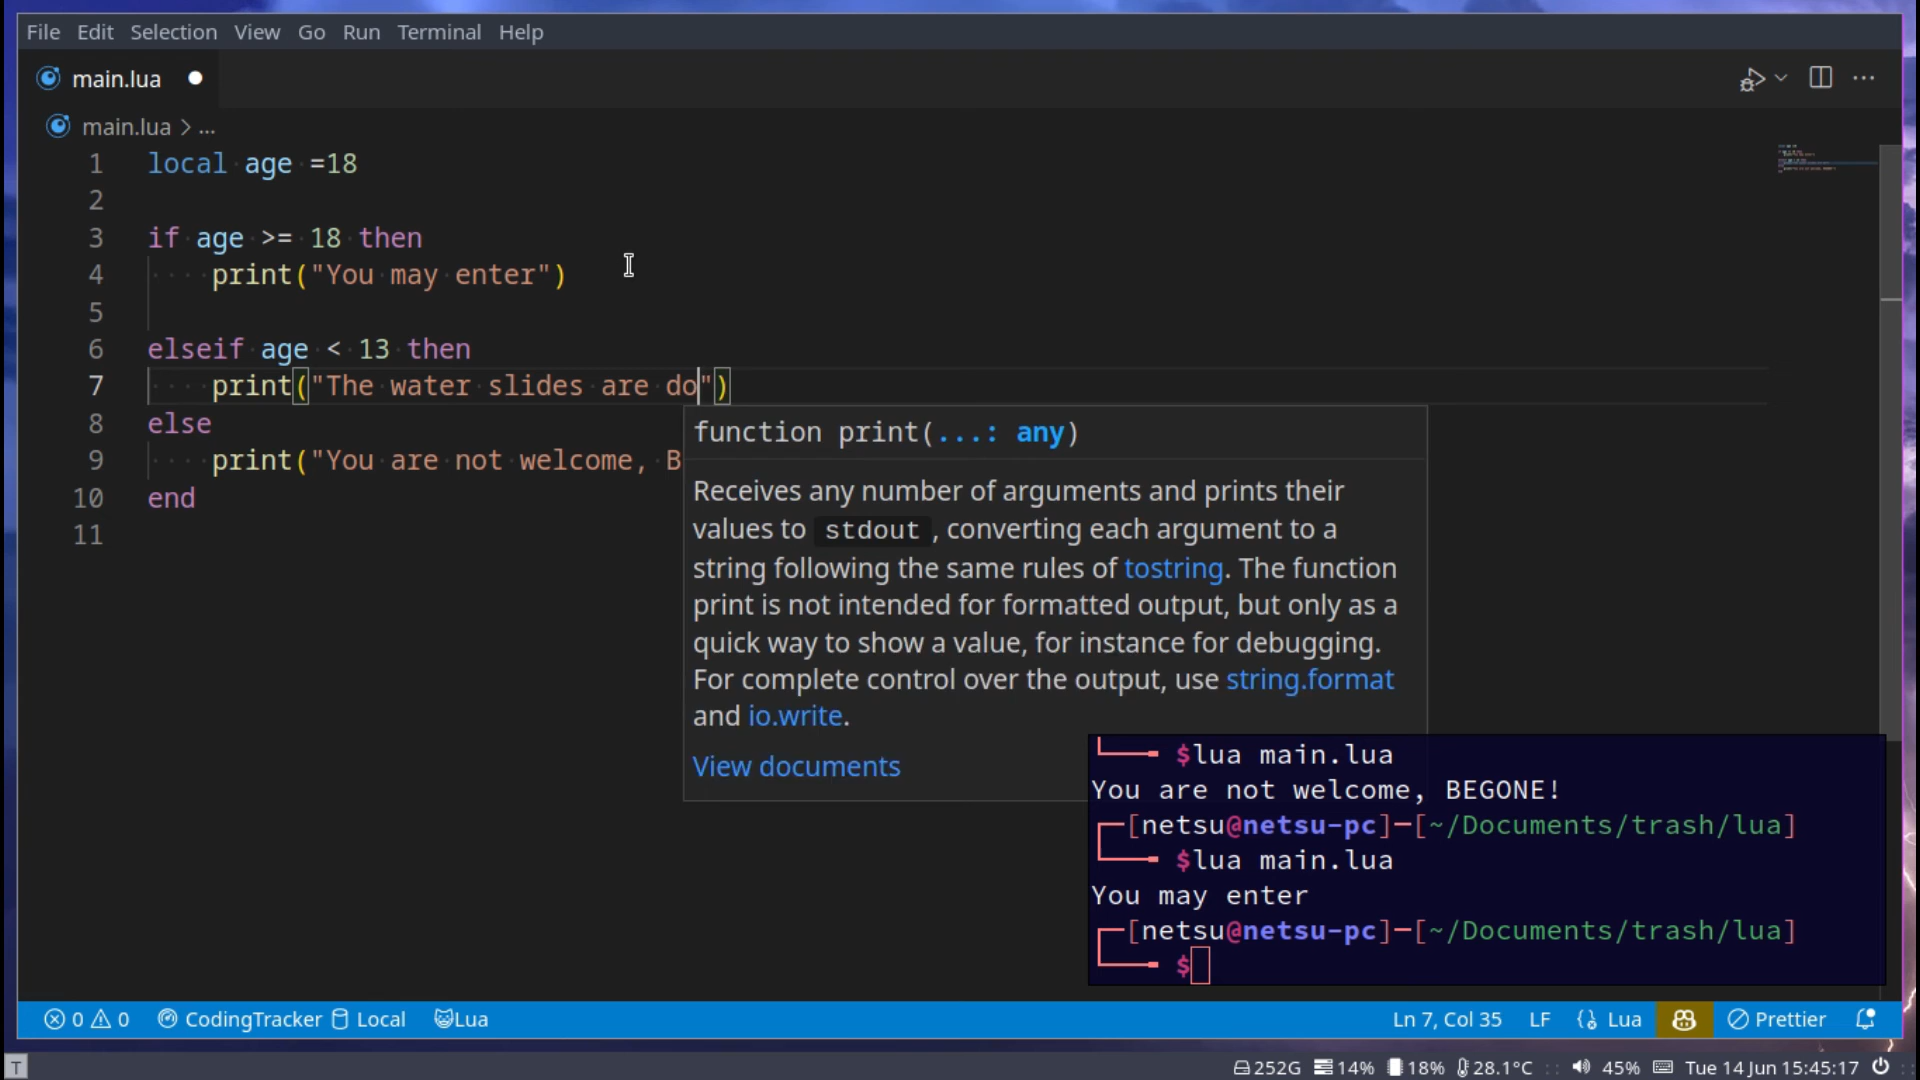 File Edit Selection View Go Run Terminal Help
main.lua
main.lua > ...
1 local age =18
2
3 if age >= 18 then
4 print("You may enter")
5
6 elseif age < 13 then
7 print("The water slides are do")
8 else
9 print("You are not welcome, B
10 end
11
function print(...: any)
Receives any number of arguments and prints their
values to stdout, converting each argument to a
string following the same rules of tostring. The function
print is not intended for formatted output, but only as a
quick way to show a value, for instance for debugging.
For complete control over the output, use string.format
and io.write.
View documents
$lua main.lua
You are not welcome, BEGONE!
[netsu@netsu-pc]-[~/Documents/trash/lua]
$lua main.lua
You may enter
[netsu@netsu-pc]-[~/Documents/trash/lua]
$
0 0 CodingTracker Local Lua Ln 7, Col 35 LF Lua Prettier
T 252G 14% 18% 28.1°C 45% Tue 14 Jun 15:45:17